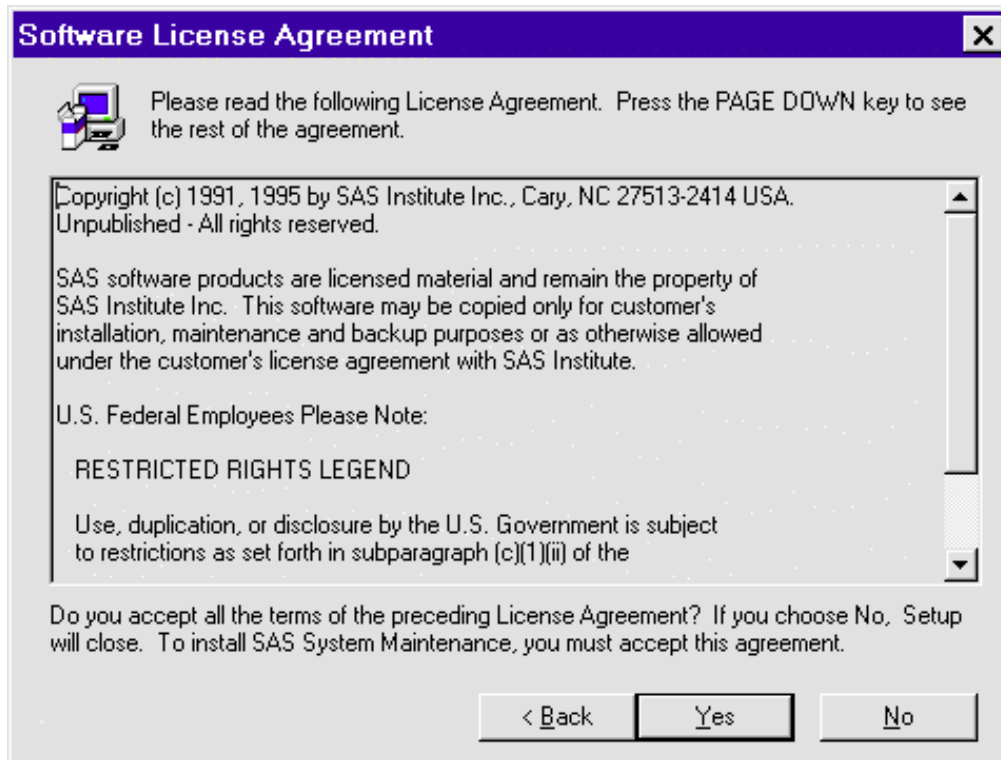 Software License Agreement
Please read the following License Agreement. Press the PAGE DOWN key to see
the rest of the agreement.
Copyright (c) 1991, 1995 by SAS Institute Inc., Cary, NC 27513-2414 USA.
Unpublished - All rights reserved.
SAS software products are licensed material and remain the property of
SAS Institute Inc. This software may be copied only for customer's
installation, maintenance and backup purposes or as otherwise allowed
under the customer's license agreement with SAS Institute.
U.S. Federal Employees Please Note:
RESTRICTED RIGHTS LEGEND
Use, duplication, or disclosure by the U.S. Government is subject
to restrictions as set forth in subparagraph (c)(1)(ii) of the
Do you accept all the terms of the preceding License Agreement? If you choose No, Setup
will close. To install SAS System Maintenance, you must accept this agreement.
< Back Yes No